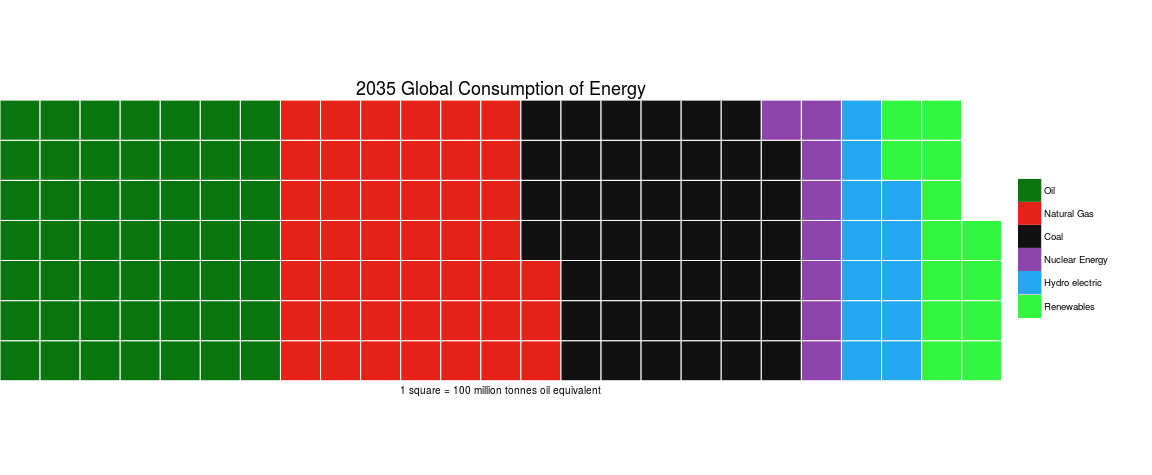 2035 Global Consumption of Energy
Oil
Natural Gas
Coal
Nuclear Energy
Hydro electric
Renewables
1 square = 100 million tonnes oil equivalent